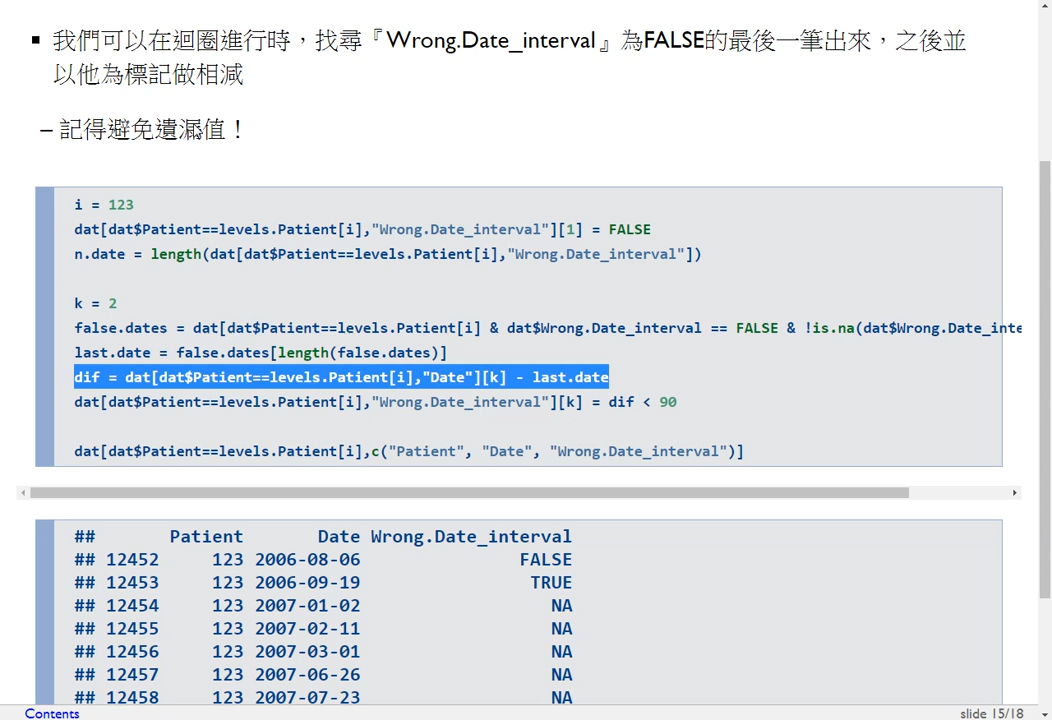 ▪ 我們可以在迴圈進行時，找尋『Wrong.Date_interval』為FALSE的最後一筆出來，之後並
以他為標記做相減
– 記得避免遺漏值！
i = 123
dat[dat$Patient==levels.Patient[i],"Wrong.Date_interval"][1] = FALSE
n.date = length(dat[dat$Patient==levels.Patient[i],"Wrong.Date_interval"])
k = 2
false.dates = dat[dat$Patient==levels.Patient[i] & dat$Wrong.Date_interval == FALSE & !is.na(dat$Wrong.Date_inte
last.date = false.dates[length(false.dates)]
dif = dat[dat$Patient==levels.Patient[i],"Date"][k] - last.date
dat[dat$Patient==levels.Patient[i],"Wrong.Date_interval"][k] = dif < 90
dat[dat$Patient==levels.Patient[i],c("Patient", "Date", "Wrong.Date_interval")]
## Patient Date Wrong.Date_interval
## 12452 123 2006-08-06 FALSE
## 12453 123 2006-09-19 TRUE
## 12454 123 2007-01-02 NA
## 12455 123 2007-02-11 NA
## 12456 123 2007-03-01 NA
## 12457 123 2007-06-26 NA
## 12458 123 2007-07-23 NA
Contents slide 15/18